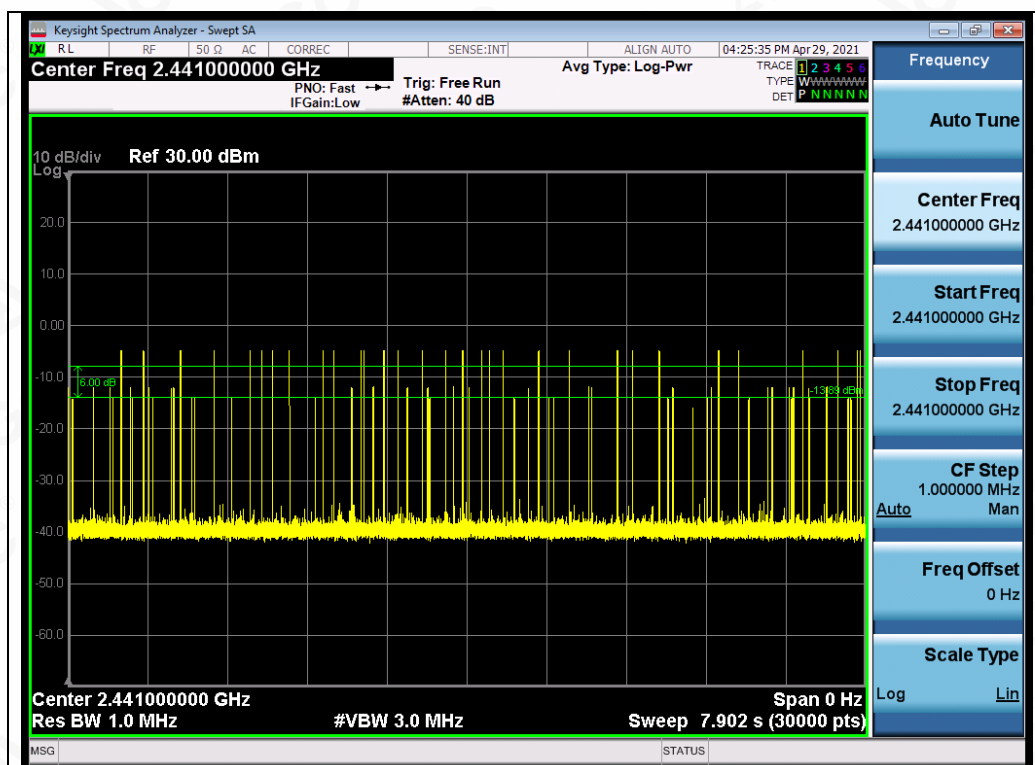 Keysight Spectrum Analyzer - Swept SA
LXI RL RF 50 Ω AC CORREC SENSE:INT ALIGN AUTO 04:25:35 PM Apr 29, 2021
Center Freq 2.441000000 GHz
PNO: Fast
IFGain:Low
Trig: Free Run
#Atten: 40 dB
Avg Type: Log-Pwr
TRACE 1 2 3 4 5 6
TYPE WWWWWWW
DET P N N N N N
10 dB/div Ref 30.00 dBm
Log
20.0
10.0
0.00
-10.0
-20.0
-30.0
-40.0
-50.0
-60.0
6.00 dB
-13.89 dBm
Center 2.441000000 GHz Span 0 Hz
Res BW 1.0 MHz #VBW 3.0 MHz Sweep 7.902 s (30000 pts)
MSG STATUS
Frequency
Auto Tune
Center Freq
2.441000000 GHz
Start Freq
2.441000000 GHz
Stop Freq
2.441000000 GHz
CF Step
1.000000 MHz
Auto Man
Freq Offset
0 Hz
Scale Type
Log Lin